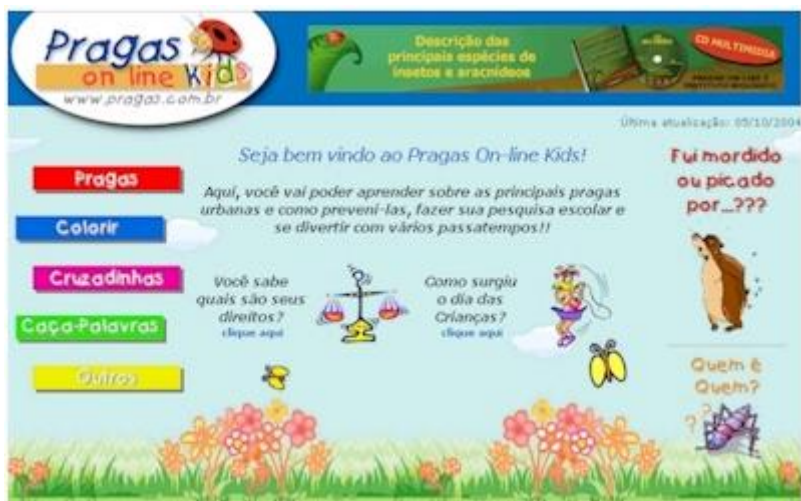 Pragas
on line Kids
www.pragas.com.br
Descrição das
principais espécies de
insetos e aracnídeos
CD MULTIMIDIA
Última atualização: 05/10/2004
Seja bem vindo ao Pragas On-line Kids!
Aqui, você vai poder aprender sobre as principais pragas
urbanas e como preveni-las, fazer sua pesquisa escolar e
se divertir com vários passatempos!!
Pragas
Colorir
Cruzadinhas
Caça-Palavras
Outros
Você sabe
quais são seus
direitos?
clique aqui
Como surgiu
o dia das
Crianças?
clique aqui
Fui mordido
ou picado
por...???
Quem é
Quem?
??